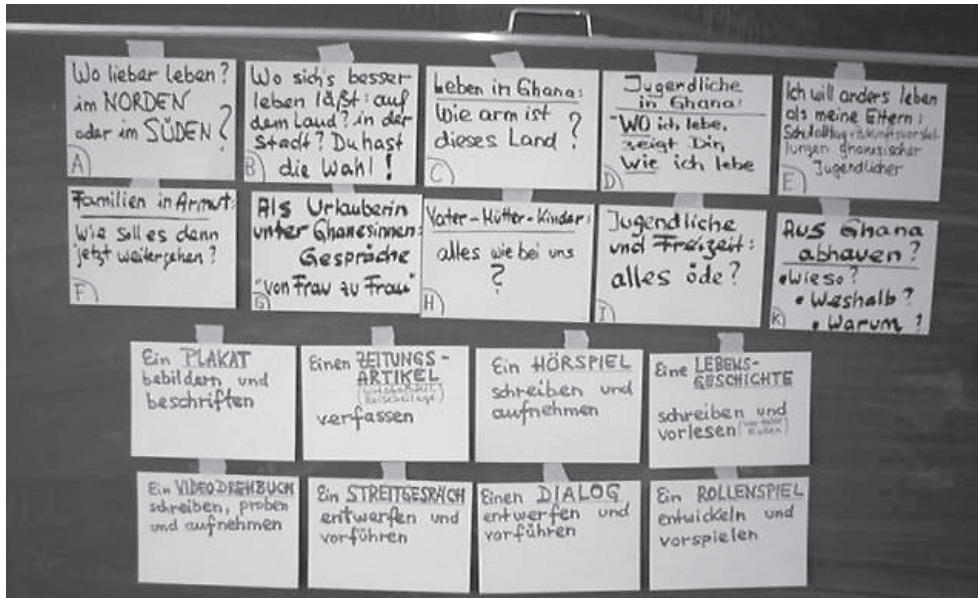 Wo lieber leben?
im NORDEN
oder im SÜDEN?
A
Wo sich's besser
leben läßt: auf
dem Land? in der
Stadt? Du hast
die Wahl!
B
Leben in Ghana:
Wie arm ist
dieses Land?
C
Jugendliche
in Ghana:
"WO ich lebe,
zeigt Dir,
wie ich lebe
D
Ich will anders leben
als meine Eltern:
Jugendlicher
E
Familien in Armut:
Wie soll es denn
jetzt weitergehen?
F
Als Urlauberin
unter Ghanesinnen:
Gespräche
"von Frau zu Frau"
G
Vater-Mütter-Kinder:
alles wie bei uns
?
H
Jugendliche
und Freizeit:
alles öde?
I
Aus Ghana
abhauen?
• Wieso?
• Weshalb?
• Warum?
K
Ein PLAKAT
bebildern und
beschriften
Einen ZEITUNGS-
ARTIKEL
verfassen
Ein HÖRSPIEL
schreiben und
aufnehmen
Eine LEBENS-
GESCHICHTE
schreiben und
vorlesen
Ein VIDEODREHBUCH
schreiben, proben
und aufnehmen
Ein STREITGESPRÄCH
entwerfen und
vorführen
Einen DIALOG
entwerfen und
vorführen
Ein ROLLENSPIEL
entwickeln und
vorspielen